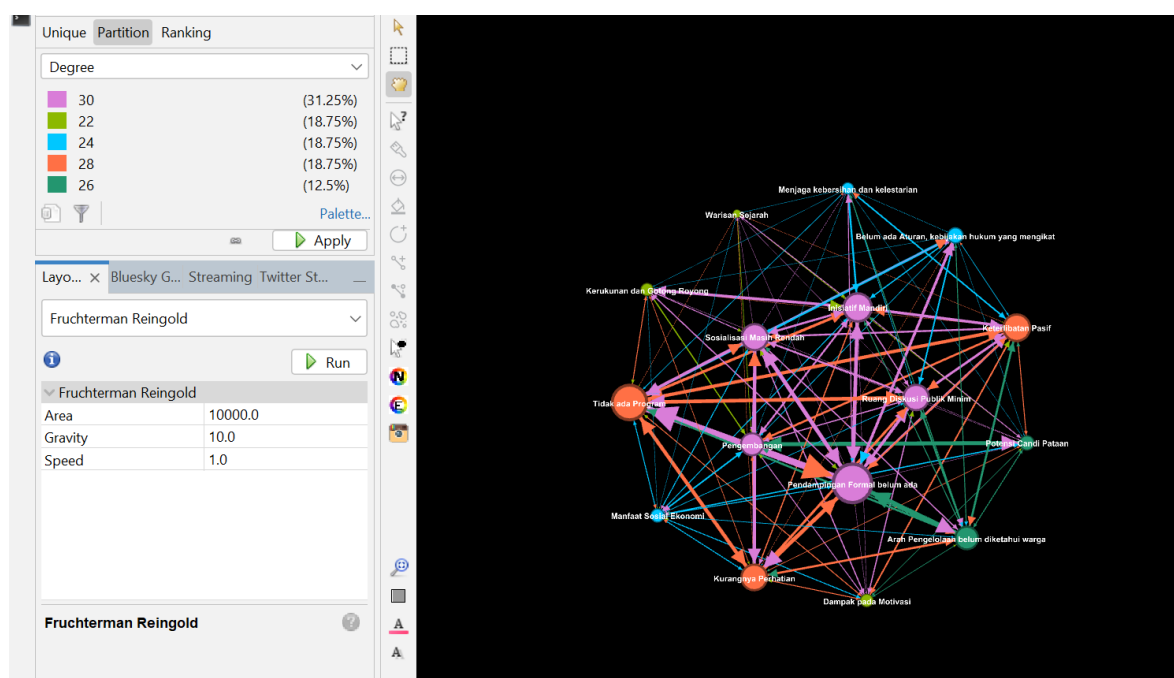 Unique Partition Ranking
Degree
30 (31.25%)
22 (18.75%)
24 (18.75%)
28 (18.75%)
26 (12.5%)
Palette...
Apply
Layo... Bluesky G... Streaming Twitter St...
Fruchterman Reingold
Run
Fruchterman Reingold
Area 10000.0
Gravity 10.0
Speed 1.0
Fruchterman Reingold
Menjaga kebersihan dan kelestarian
Warisan Sejarah
Belum ada Aturan, kebijakan hukum yang mengikat
Kerukunan dan Gotong Royong
Inisiatif Mandiri
Keterlibatan Pasif
Sosialisasi Masih Rendah
Ruang Diskusi Publik Minim
Tidak ada Program
Pengembangan
Potensi Candi Pataan
Pendampingan Formal belum ada
Manfaat Sosial Ekonomi
Arah Pengelolaan belum diketahui warga
Kurangnya Perhatian
Dampak pada Motivasi